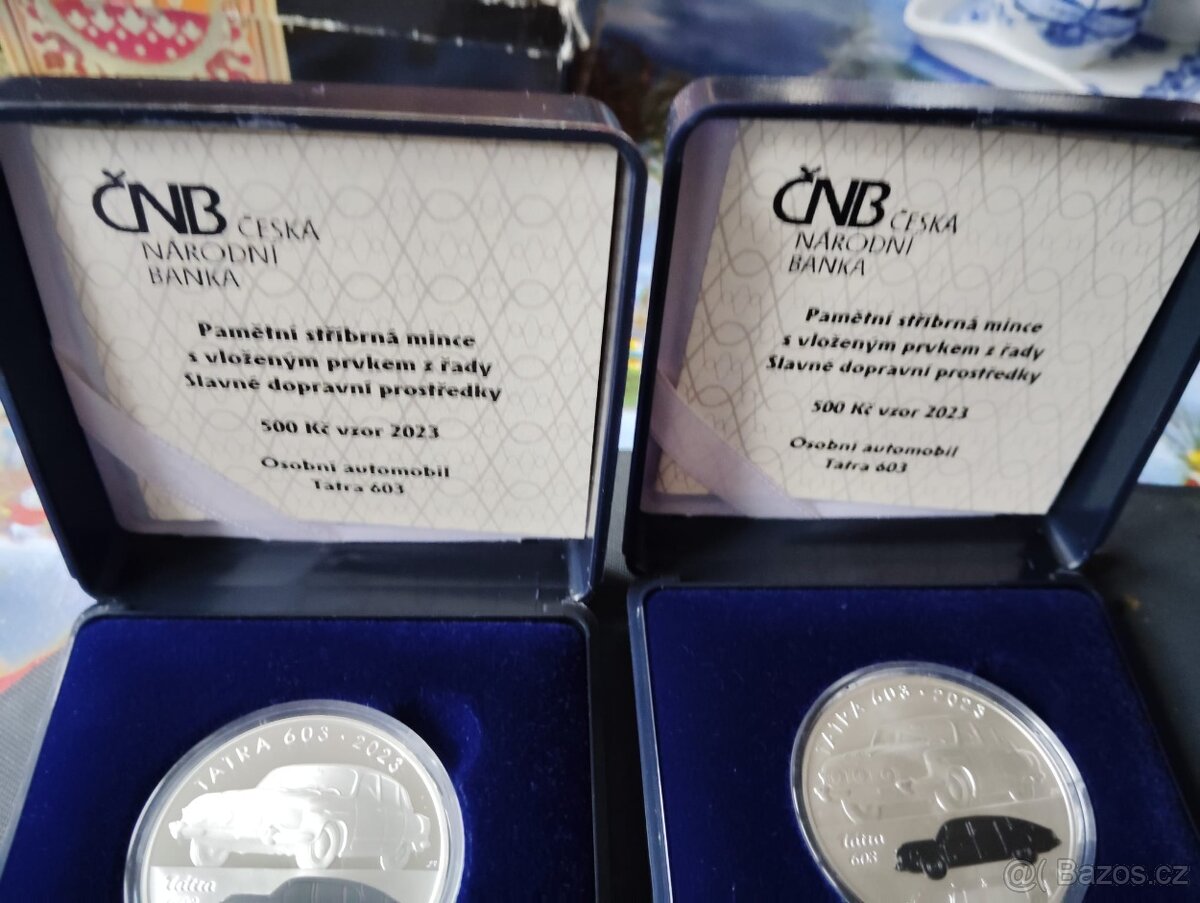 ČNB ČESKÁ
NÁRODNÍ
BANKA
Pamětní stříbrná mince
s vloženým prvkem z řady
Slavné dopravní prostředky
500 Kč vzor 2023
Osobní automobil
Tatra 603
ČNB ČESKÁ
NÁRODNÍ
BANKA
Pamětní stříbrná mince
s vloženým prvkem z řady
Slavné dopravní prostředky
500 Kč vzor 2023
Osobní automobil
Tatra 603
TATRA 603 · 2023
tatra
TATRA 603 · 2023
tatra
603
@ Bazos.cz